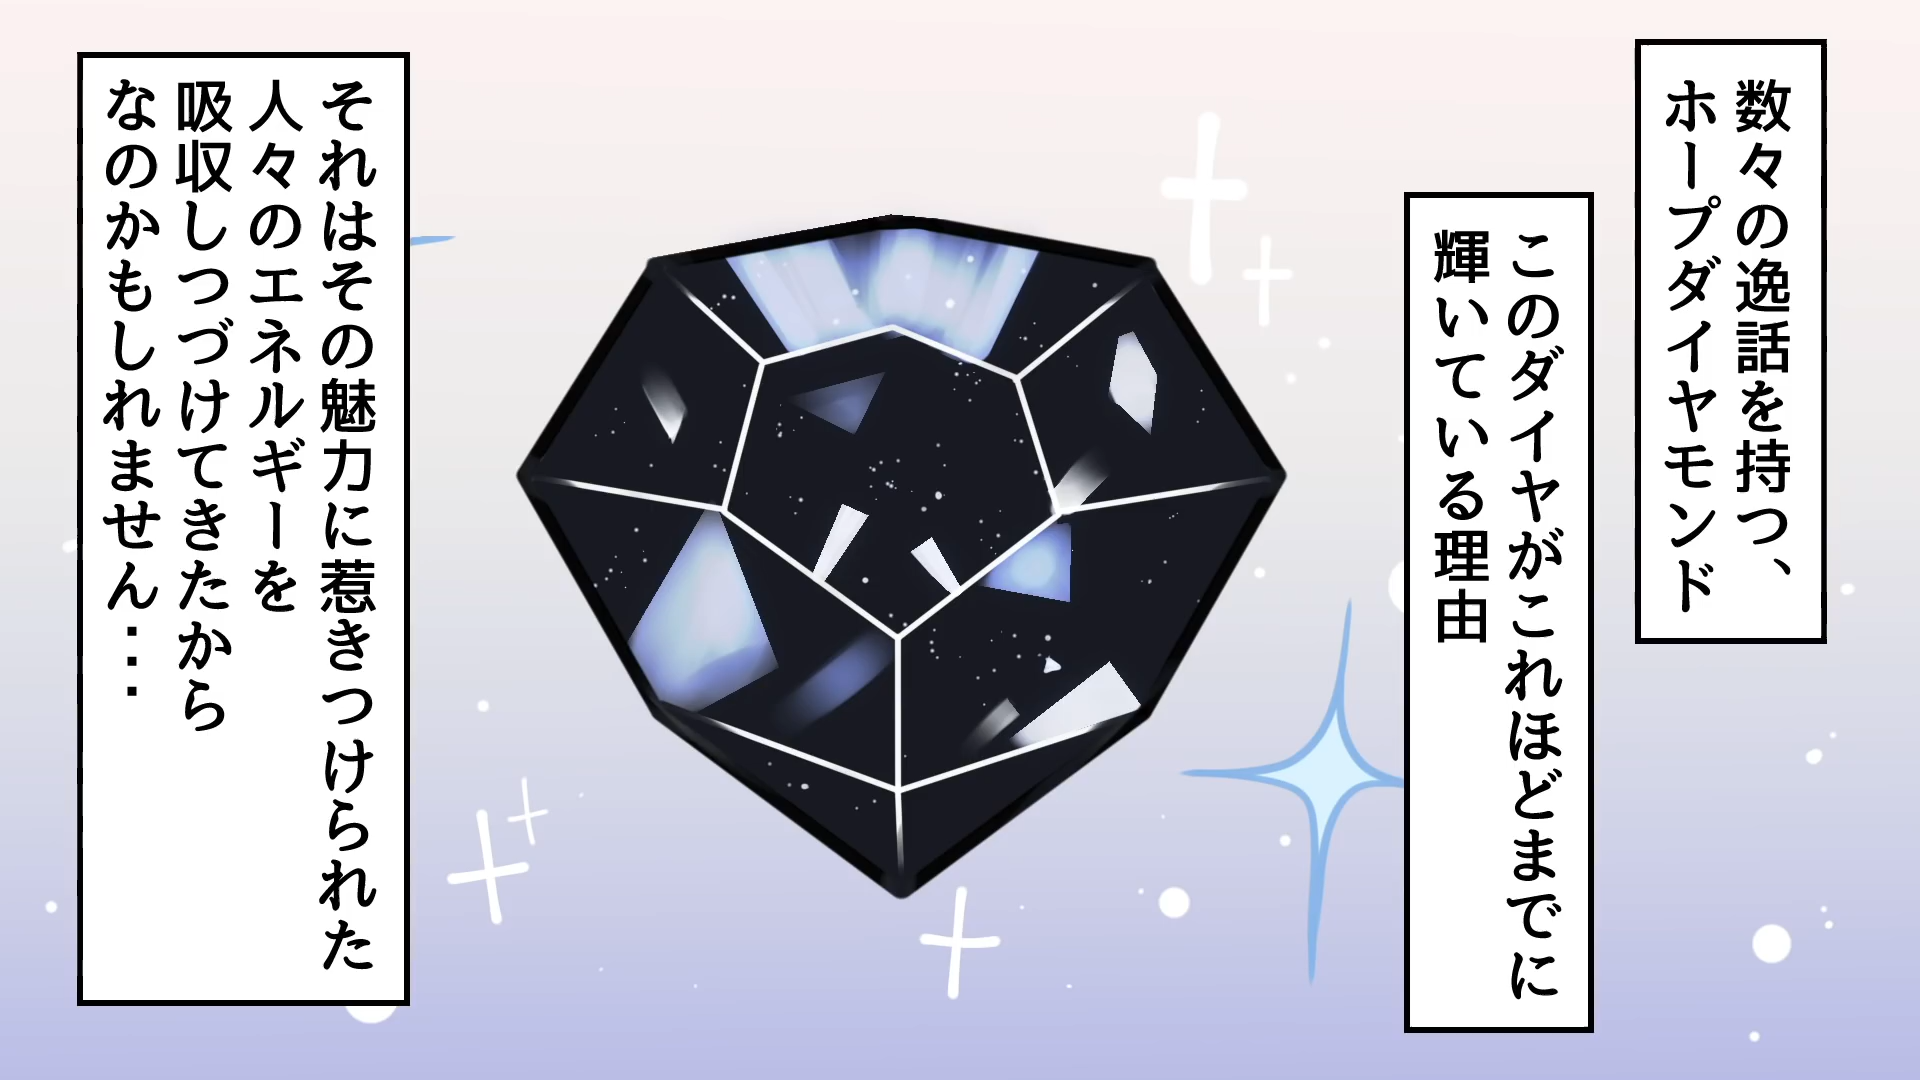 数々の逸話を持つ、
ホープダイヤモンド
このダイヤがこれほどまでに
輝いている理由
それはその魅力に惹きつけられた
人々のエネルギーを
吸収しつづけてきたから
なのかもしれません…